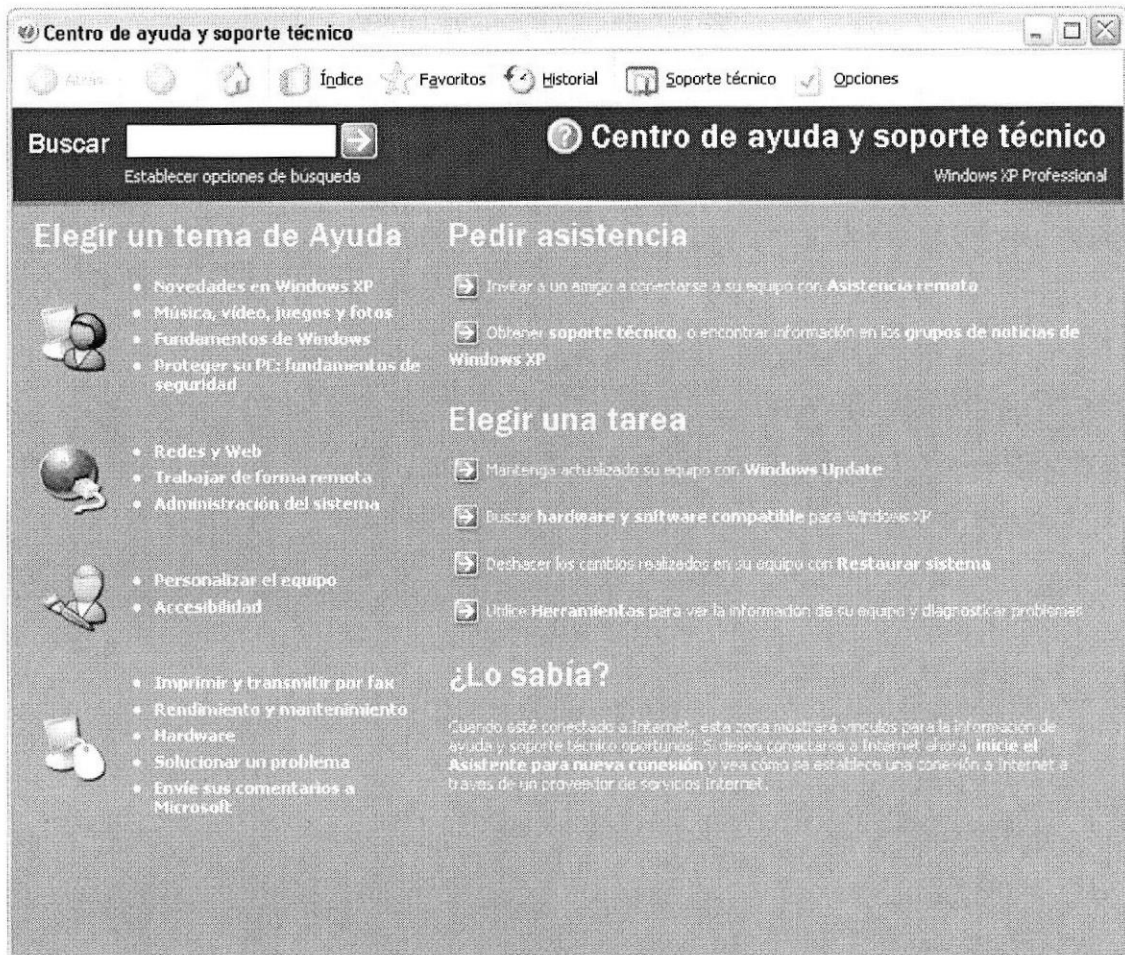 Centro de ayuda y soporte técnico
Atrás
Índice
Favoritos
Historial
Soporte técnico
Opciones
Buscar
Establecer opciones de búsqueda
Centro de ayuda y soporte técnico
Windows XP Professional
Elegir un tema de Ayuda
Novedades en Windows XP
Música, vídeo, juegos y fotos
Fundamentos de Windows
Proteger su PC: fundamentos de
seguridad
Redes y Web
Trabajar de forma remota
Administración del sistema
Personalizar el equipo
Accesibilidad
Imprimir y transmitir por fax
Rendimiento y mantenimiento
Hardware
Solucionar un problema
Envíe sus comentarios a
Microsoft
Pedir asistencia
Invitar a un amigo a conectarse a su equipo con Asistencia remota
Obtener soporte técnico, o encontrar información en los grupos de noticias de
Windows XP
Elegir una tarea
Mantenga actualizado su equipo con Windows Update
Buscar hardware y software compatible para Windows XP
Deshacer los cambios realizados en su equipo con Restaurar sistema
Utilice Herramientas para ver la información de su equipo y diagnosticar problemas
¿Lo sabía?
Cuando esté conectado a Internet, esta zona mostrará vínculos para la información de
ayuda y soporte técnico oportunos. Si desea conectarse a Internet ahora, inicie el
Asistente para nueva conexión y vea cómo se establece una conexión a Internet a
través de un proveedor de servicios Internet.